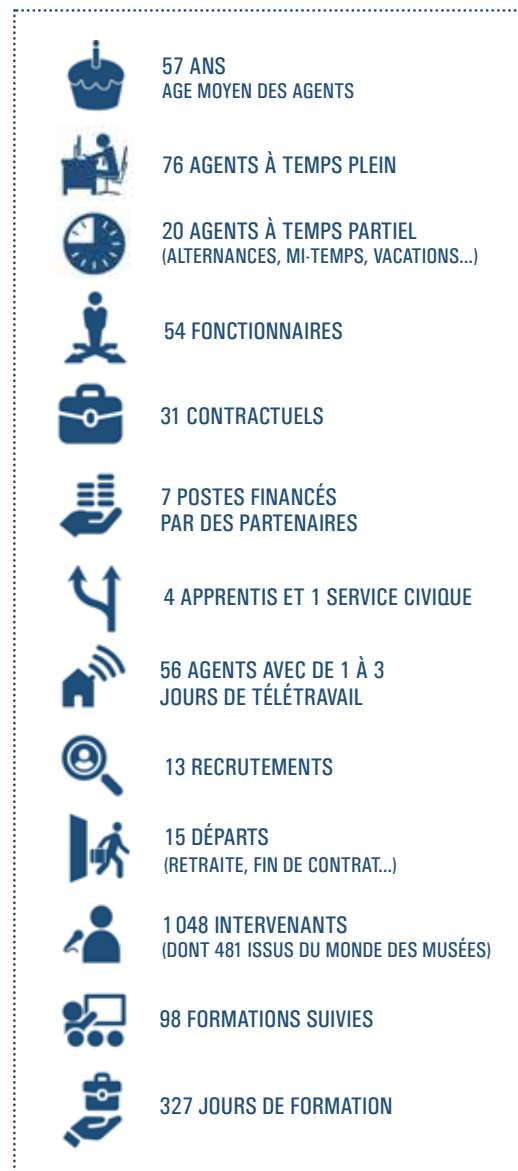 57 ANS
AGE MOYEN DES AGENTS
76 AGENTS À TEMPS PLEIN
20 AGENTS À TEMPS PARTIEL
(ALTERNANCES, MI-TEMPS, VACATIONS...)
54 FONCTIONNAIRES
31 CONTRACTUELS
7 POSTES FINANCÉS
PAR DES PARTENAIRES
4 APPRENTIS ET 1 SERVICE CIVIQUE
56 AGENTS AVEC DE 1 À 3
JOURS DE TÉLÉTRAVAIL
13 RECRUTEMENTS
15 DÉPARTS
(RETRAITE, FIN DE CONTRAT...)
1 048 INTERVENANTS
(DONT 481 ISSUS DU MONDE DES MUSÉES)
98 FORMATIONS SUIVIES
327 JOURS DE FORMATION